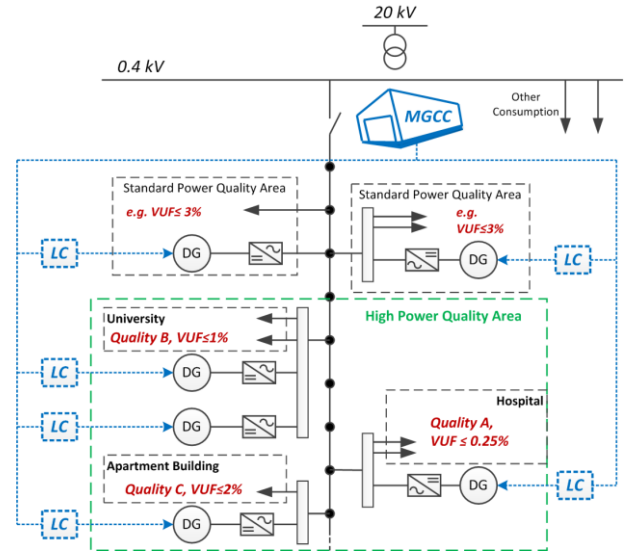 20 kV
0.4 kV
MGCC
Other
Consumption
Standard Power Quality Area
e.g. VUF≤ 3%
LC
DG
Standard Power Quality Area
e.g.
VUF≤3%
DG
LC
High Power Quality Area
University
Quality B, VUF≤1%
LC
DG
LC
DG
Hospital
Quality A,
VUF ≤ 0.25%
DG
LC
Apartment Building
Quality C, VUF≤2%
LC
DG